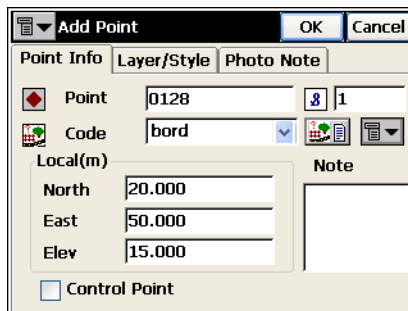 Add Point OK Cancel
Point Info Layer/Style Photo Note
Point 0128 8 1
Code bord
Local(m) Note
North 20.000
East 50.000
Elev 15.000
Control Point